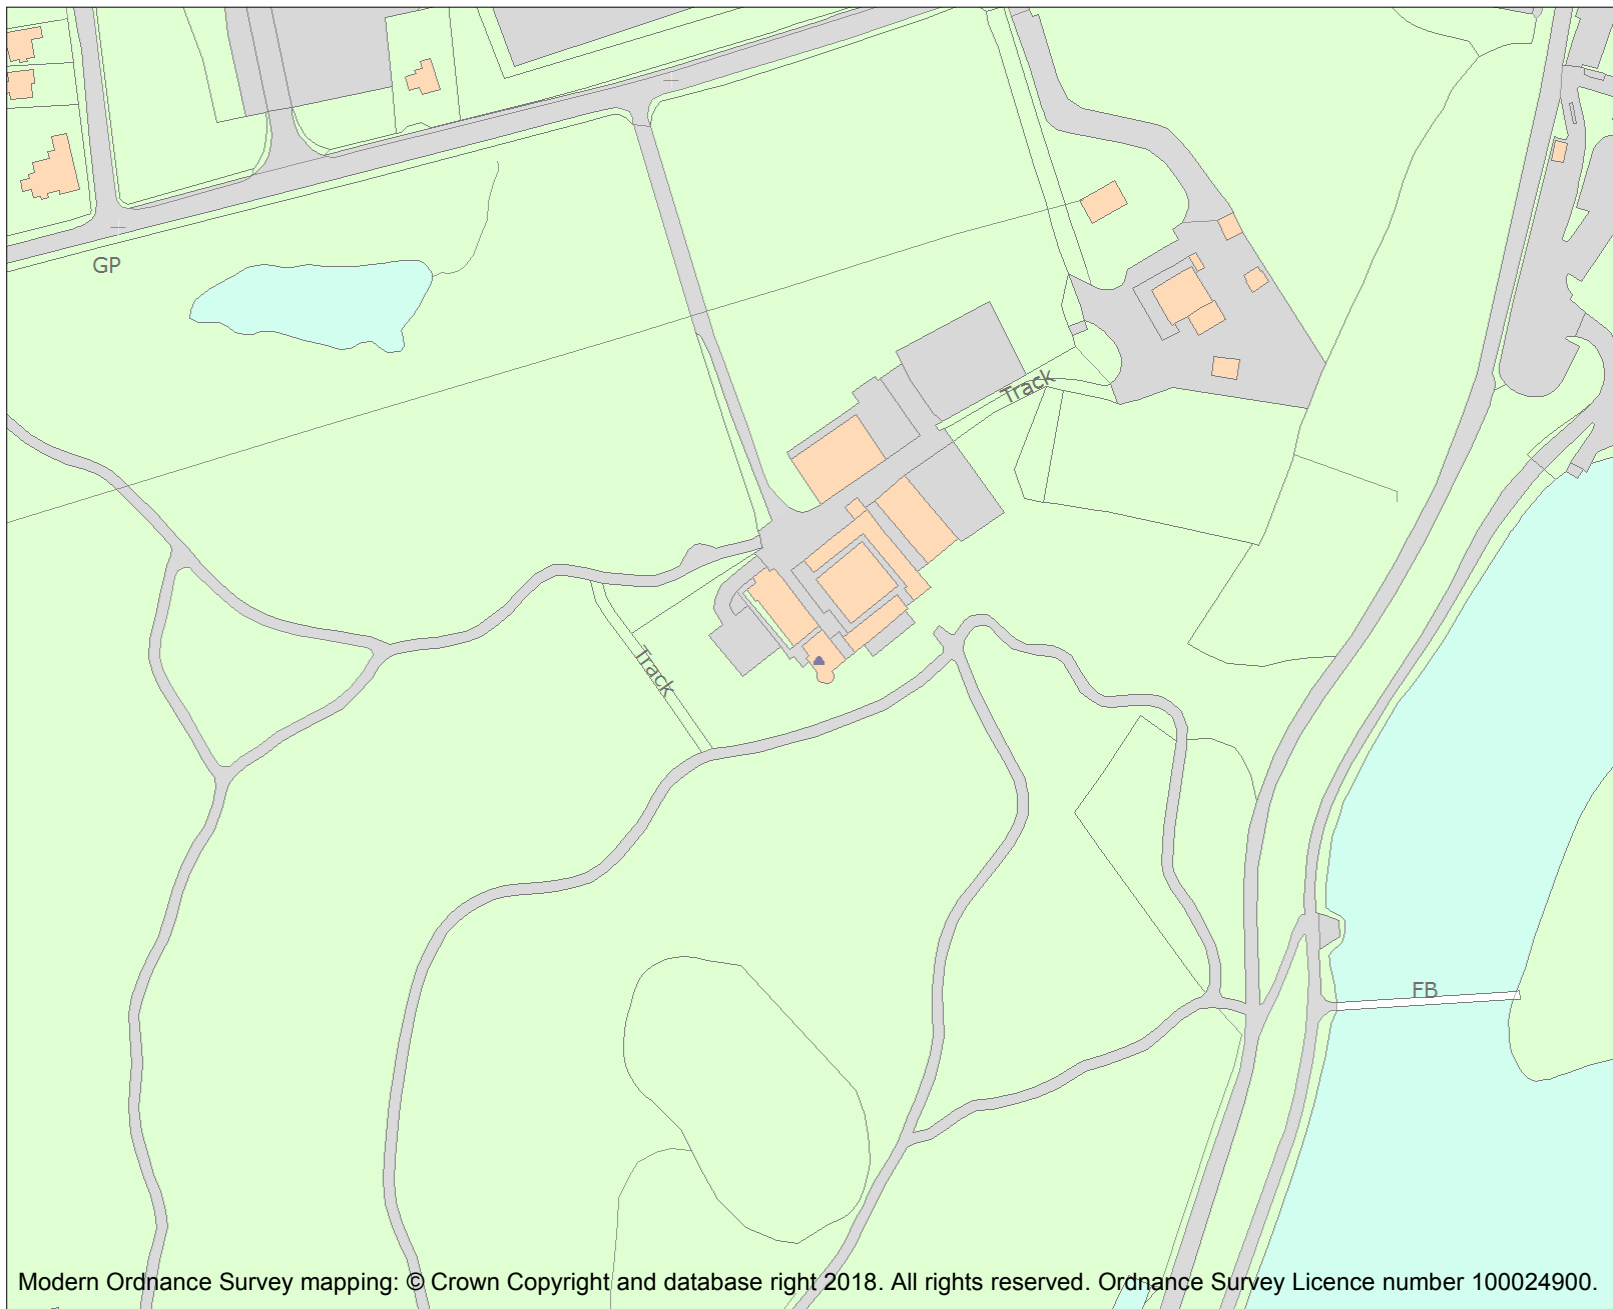 GP
Track
Track
FB
Modern Ordnance Survey mapping: © Crown Copyright and database right 2018. All rights reserved. Ordnance Survey Licence number 100024900.